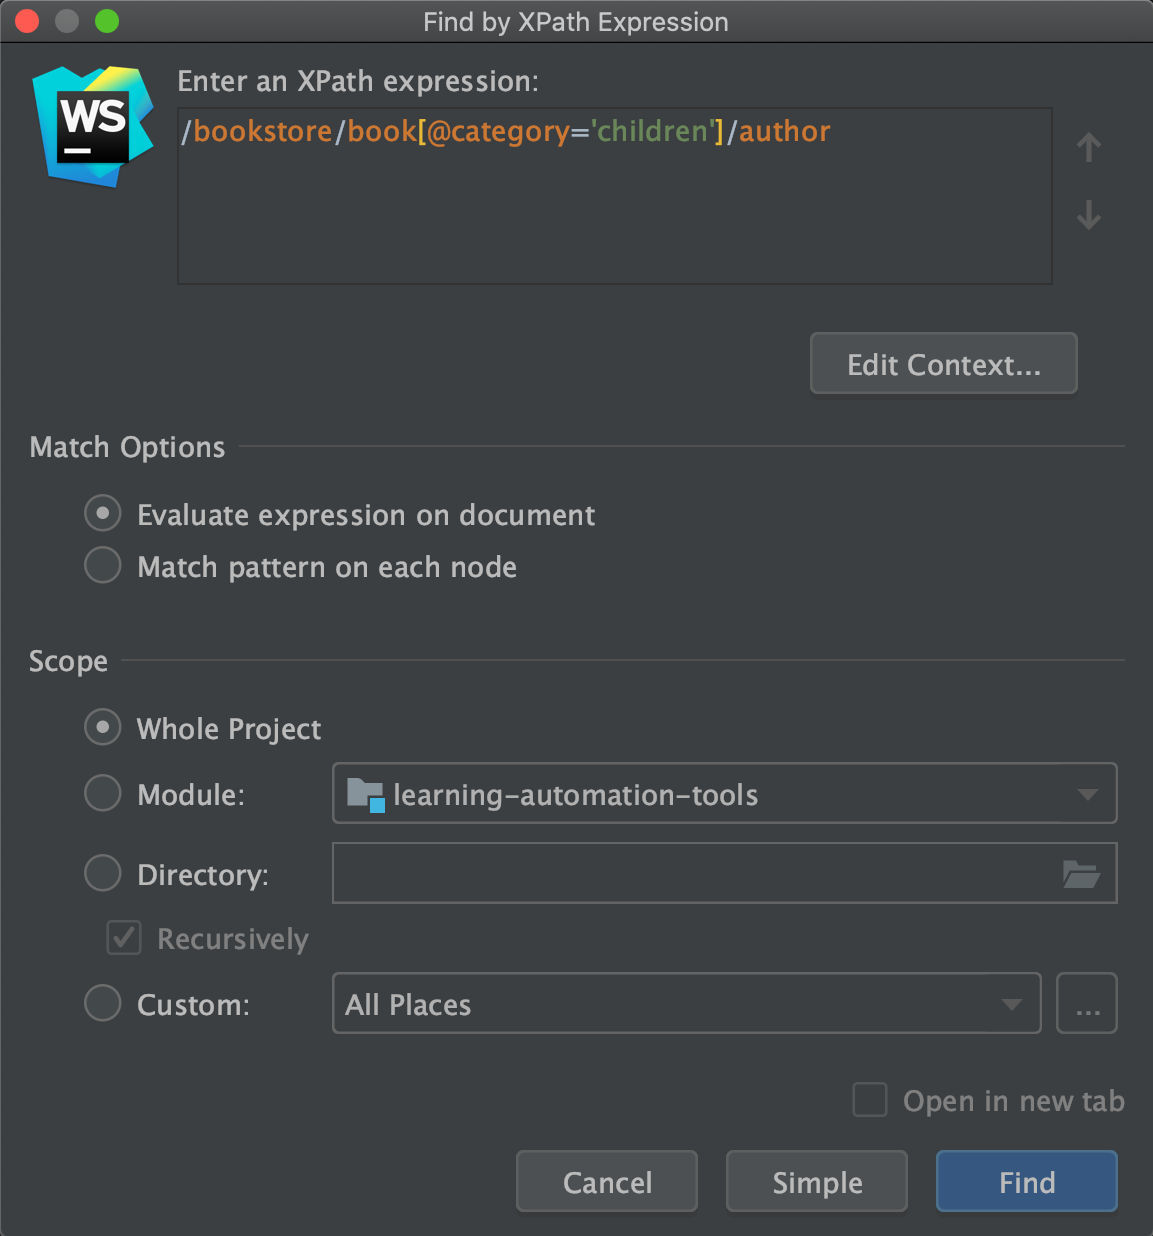 Find by XPath Expression
WS
Enter an XPath expression:
/bookstore/book[@category='children']/author
Edit Context...
Match Options
Evaluate expression on document
Match pattern on each node
Scope
Whole Project
Module: learning-automation-tools
Directory:
Recursively
Custom: All Places ...
Open in new tab
Cancel Simple Find